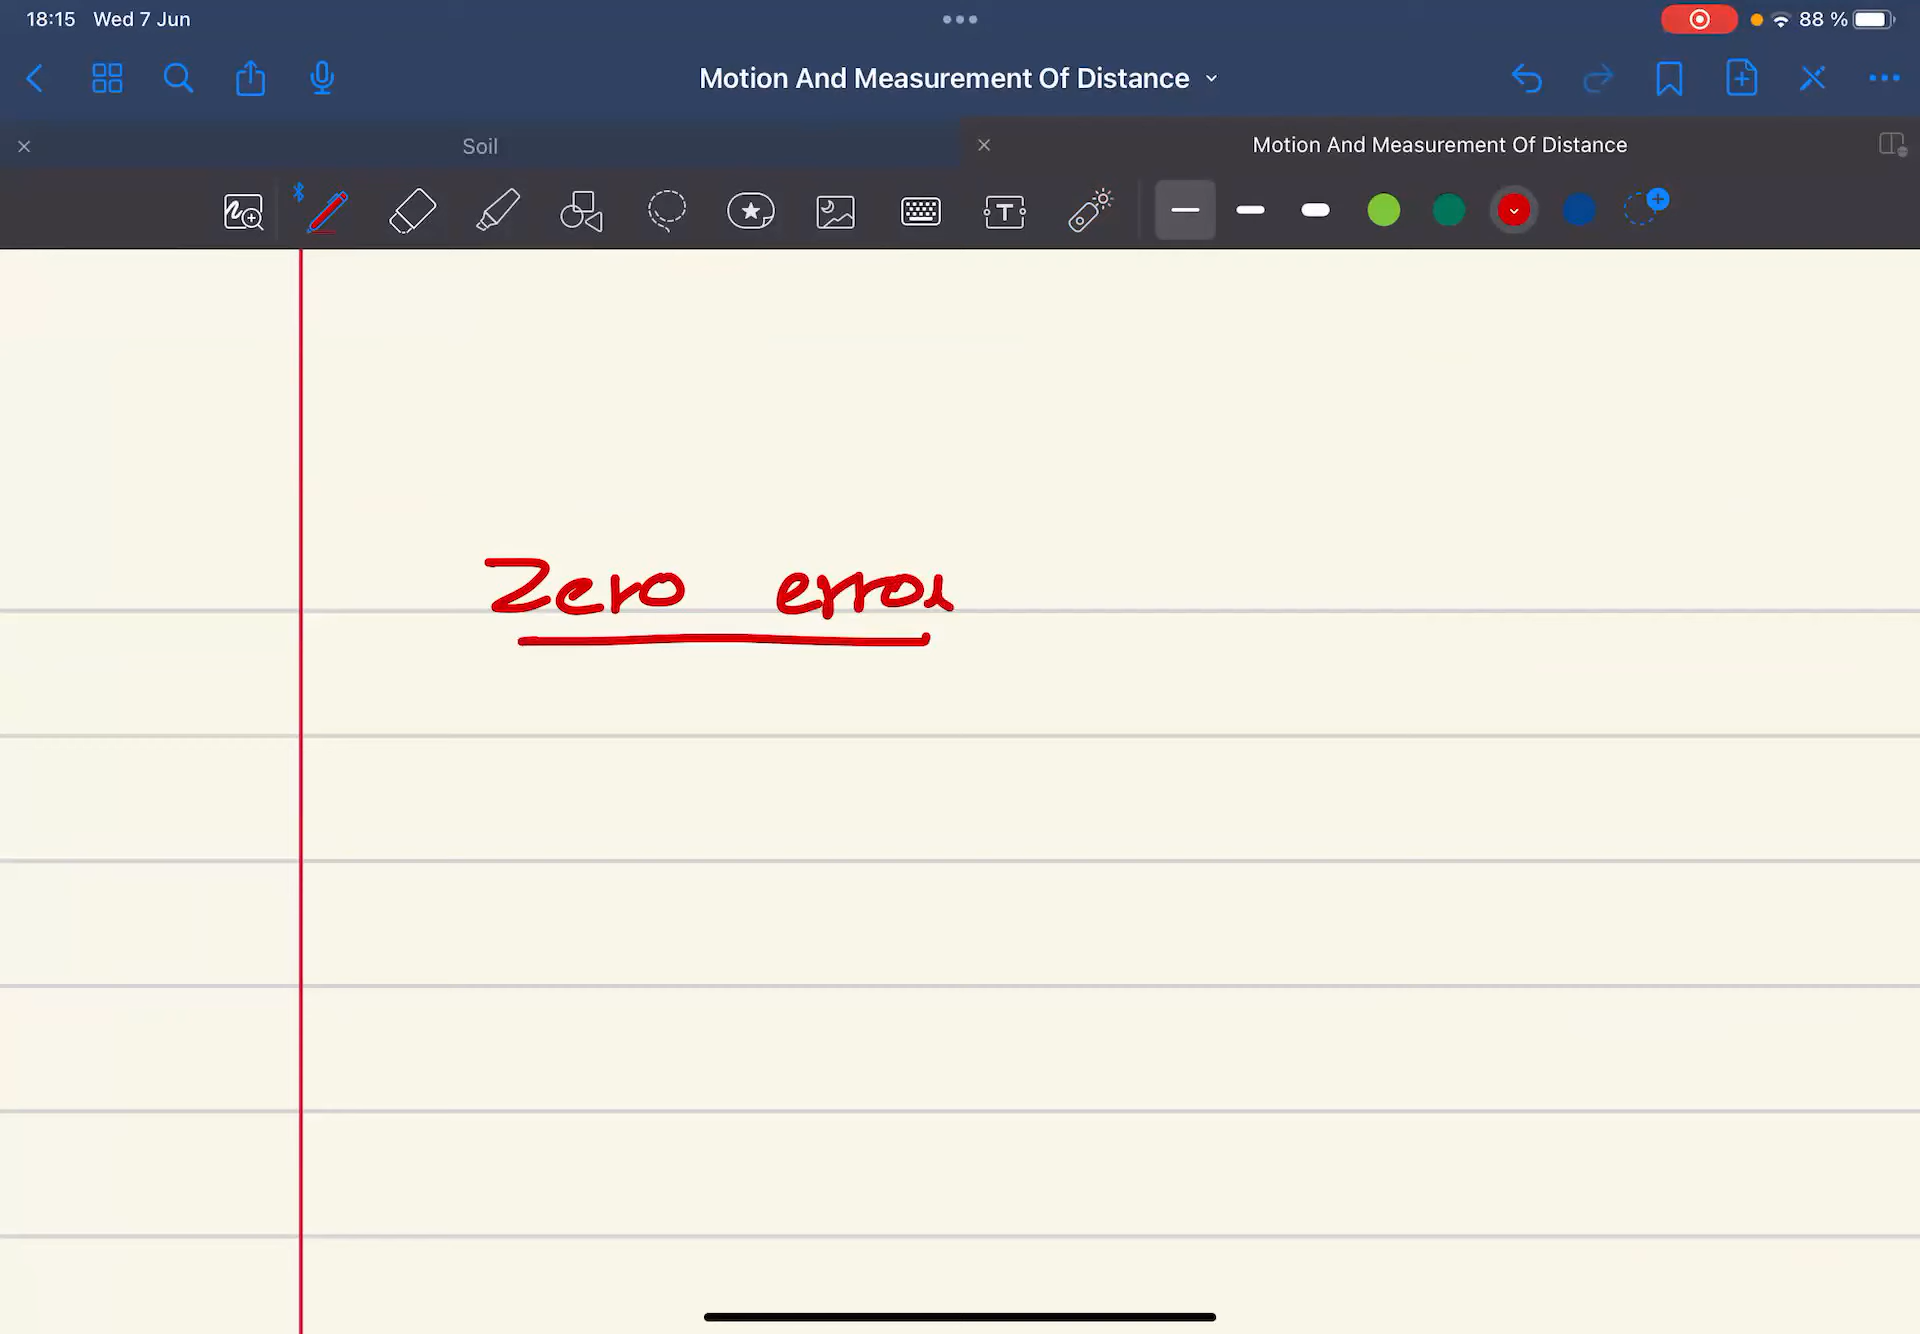 18:15 Wed 7 Jun
88 %
Motion And Measurement Of Distance
Soil
Motion And Measurement Of Distance
Zero error